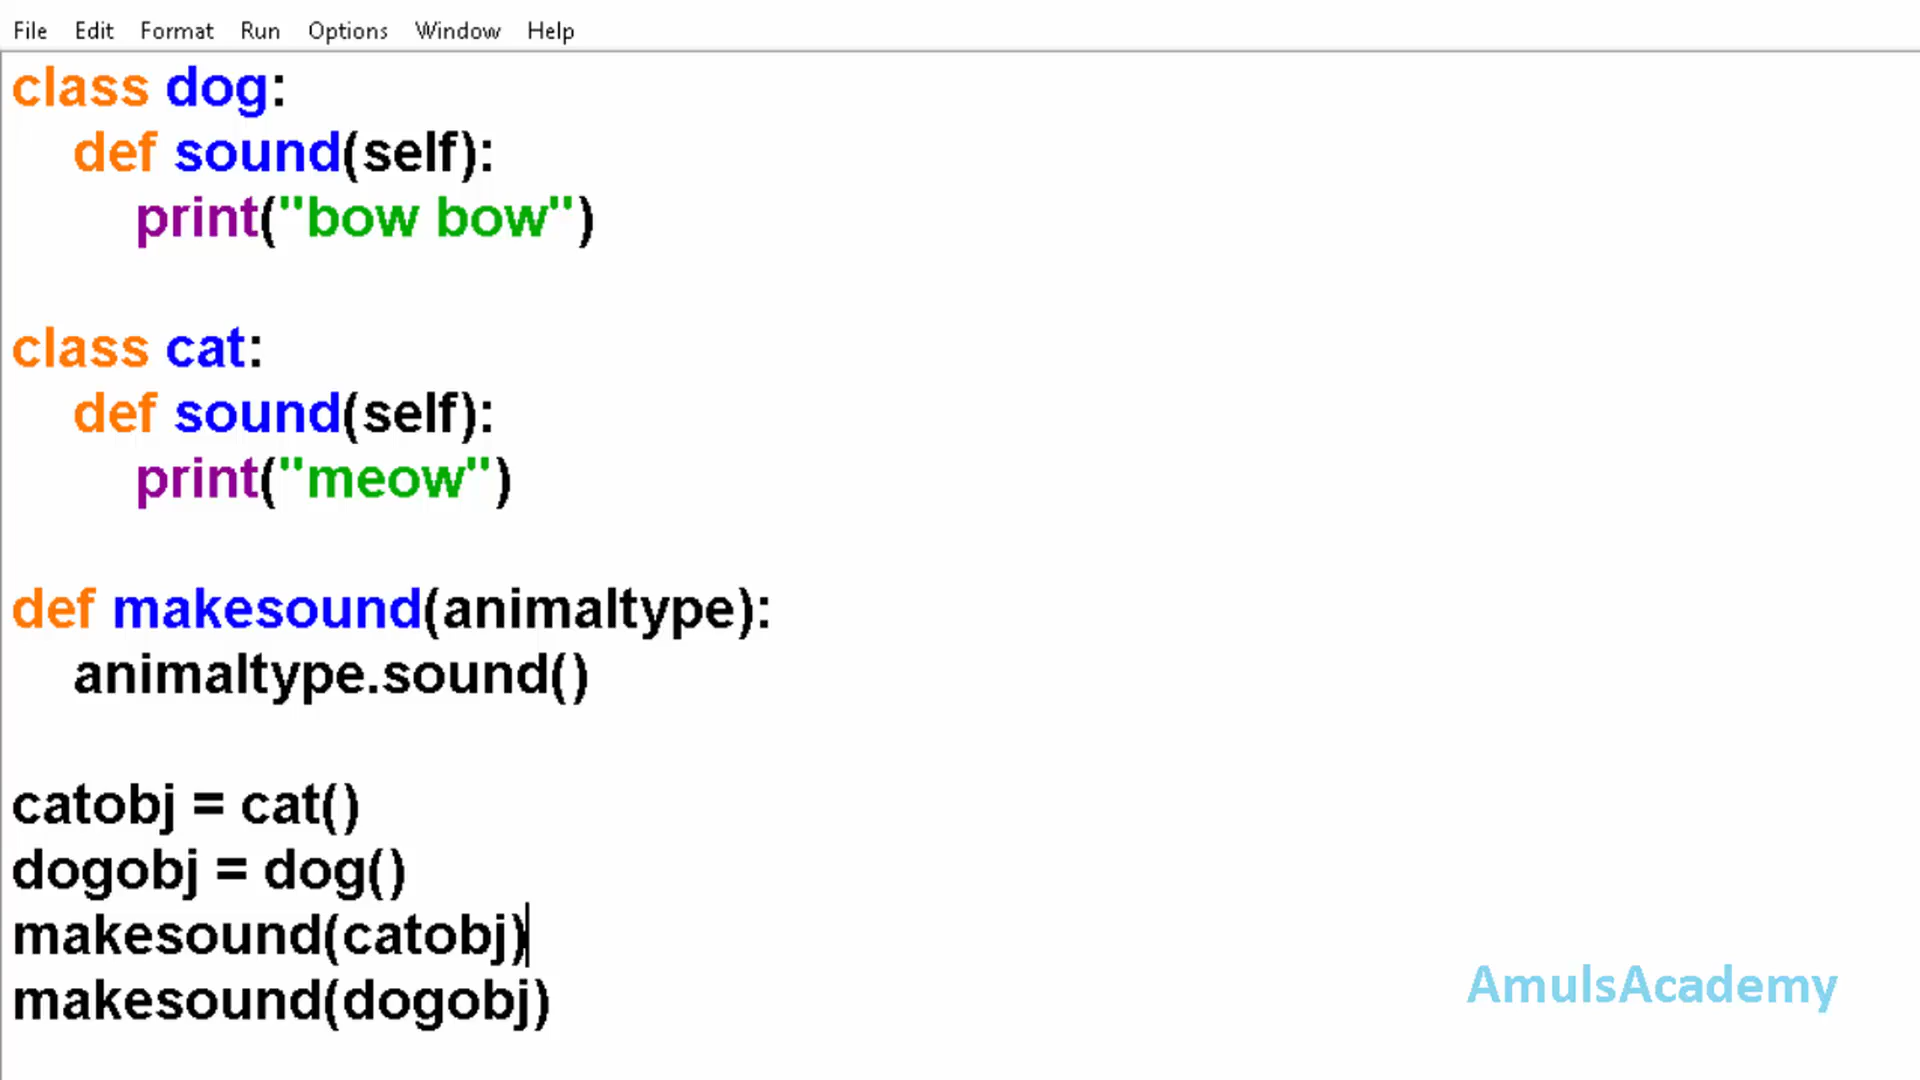 File Edit Format Run Options Window Help
class dog:
    def sound(self):
        print("bow bow")
class cat:
    def sound(self):
        print("meow")
def makesound(animaltype):
    animaltype.sound()
catobj = cat()
dogobj = dog()
makesound(catobj)
makesound(dogobj)
AmulsAcademy